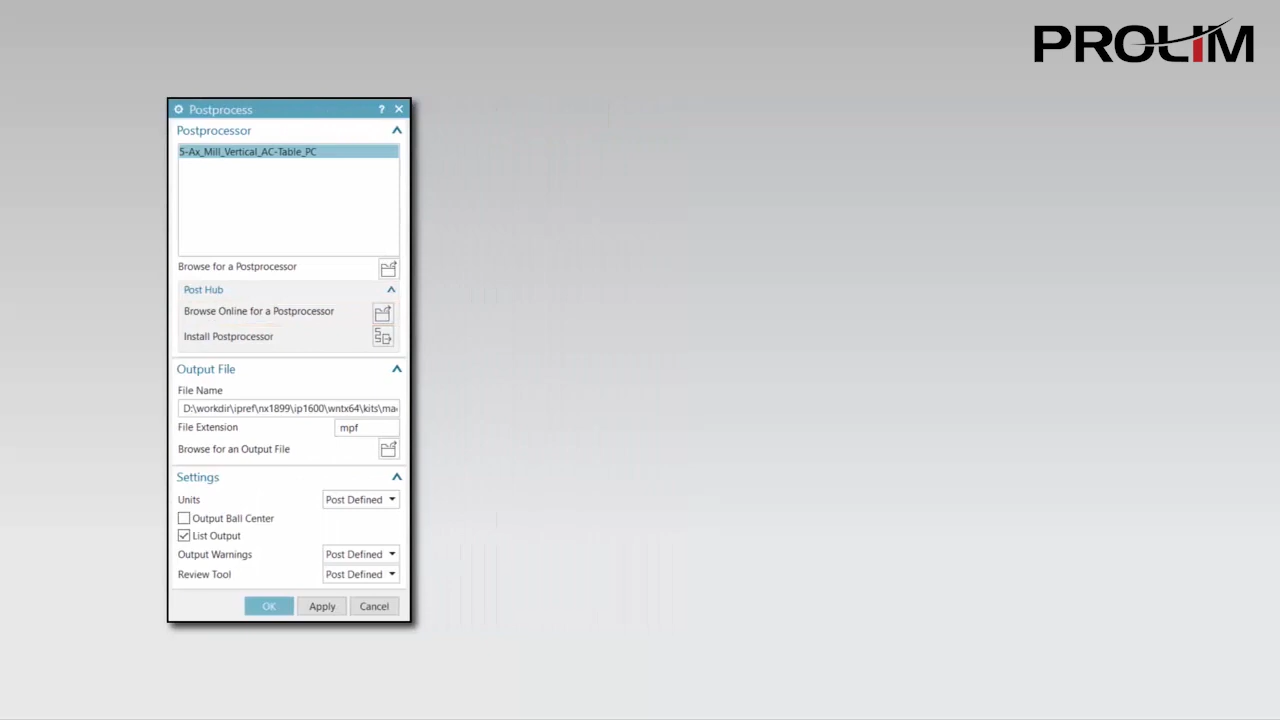 PROLIM
Postprocess ? ×
Postprocessor
5-Ax_Mill_Vertical_AC-Table_PC
Browse for a Postprocessor
Post Hub
Browse Online for a Postprocessor
Install Postprocessor
Output File
File Name
D:\workdir\ipref\nx1899\ip1600\wntx64\kits\ma
File Extension mpf
Browse for an Output File
Settings
Units Post Defined
Output Ball Center
List Output
Output Warnings Post Defined
Review Tool Post Defined
OK Apply Cancel